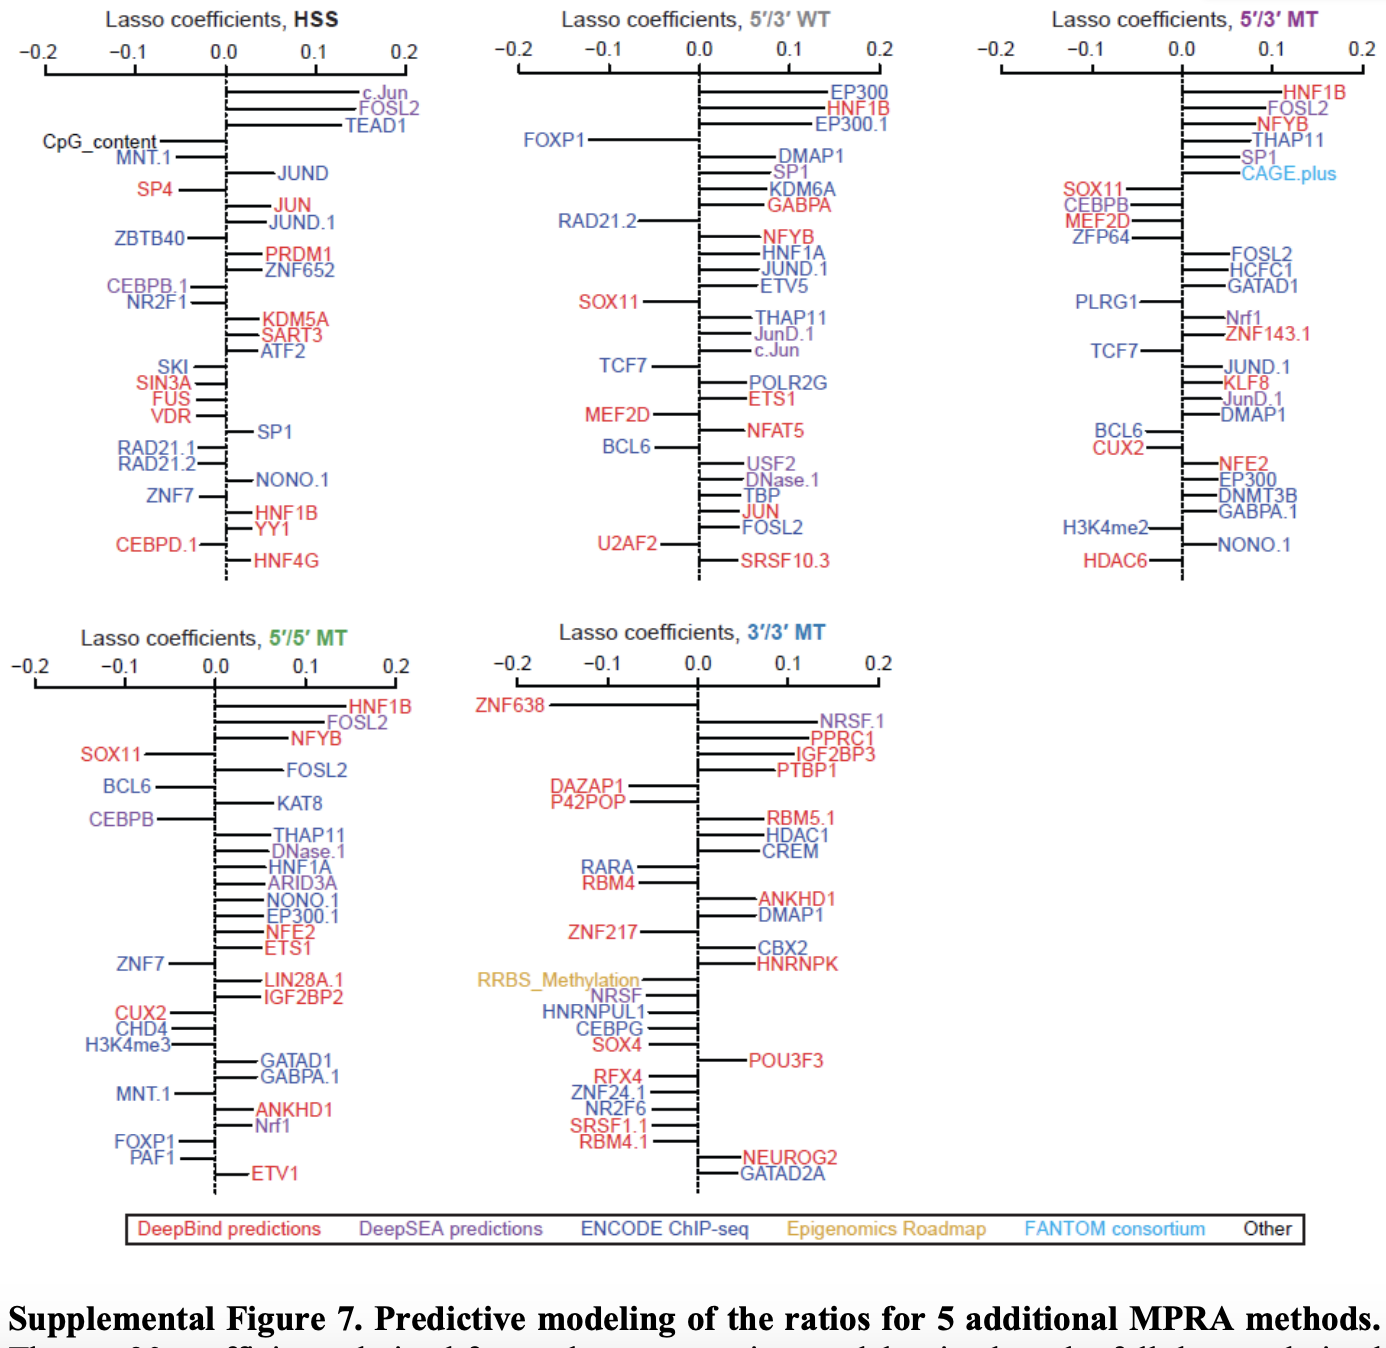 Lasso coefficients, HSS
−0.2 −0.1 0.0 0.1 0.2
c.Jun
FOSL2
TEAD1
CpG_content
MNT.1
JUND
SP4
JUN
JUND.1
ZBTB40
PRDM1
ZNF652
CEBPB.1
NR2F1
KDM5A
SART3
ATF2
SKI
SIN3A
FUS
VDR
SP1
RAD21.1
RAD21.2
NONO.1
ZNF7
HNF1B
YY1
CEBPD.1
HNF4G
Lasso coefficients, 5′/3′ WT
−0.2 −0.1 0.0 0.1 0.2
EP300
HNF1B
EP300.1
FOXP1
DMAP1
SP1
KDM6A
GABPA
RAD21.2
NFYB
HNF1A
JUND.1
ETV5
SOX11
THAP11
JunD.1
c.Jun
TCF7
POLR2G
ETS1
MEF2D
NFAT5
BCL6
USF2
DNase.1
TBP
JUN
FOSL2
U2AF2
SRSF10.3
Lasso coefficients, 5′/3′ MT
−0.2 −0.1 0.0 0.1 0.2
HNF1B
FOSL2
NFYB
THAP11
SP1
CAGE.plus
SOX11
CEBPB
MEF2D
ZFP64
FOSL2
HCFC1
GATAD1
PLRG1
Nrf1
ZNF143.1
TCF7
JUND.1
KLF8
JunD.1
DMAP1
BCL6
CUX2
NFE2
EP300
DNMT3B
GABPA.1
H3K4me2
NONO.1
HDAC6
Lasso coefficients, 5′/5′ MT
−0.2 −0.1 0.0 0.1 0.2
HNF1B
FOSL2
NFYB
SOX11
FOSL2
BCL6
KAT8
CEBPB
THAP11
DNase.1
HNF1A
ARID3A
NONO.1
EP300.1
NFE2
ETS1
ZNF7
LIN28A.1
IGF2BP2
CUX2
CHD4
H3K4me3
GATAD1
GABPA.1
MNT.1
ANKHD1
Nrf1
FOXP1
PAF1
ETV1
Lasso coefficients, 3′/3′ MT
−0.2 −0.1 0.0 0.1 0.2
ZNF638
NRSF.1
PPRC1
IGF2BP3
PTBP1
DAZAP1
P42POP
RBM5.1
HDAC1
CREM
RARA
RBM4
ANKHD1
DMAP1
ZNF217
CBX2
HNRNPK
RRBS_Methylation
NRSF
HNRNPUL1
CEBPG
SOX4
POU3F3
RFX4
ZNF24.1
NR2F6
SRSF1.1
RBM4.1
NEUROG2
GATAD2A
DeepBind predictions DeepSEA predictions ENCODE ChIP-seq Epigenomics Roadmap FANTOM consortium Other
Supplemental Figure 7. Predictive modeling of the ratios for 5 additional MPRA methods.